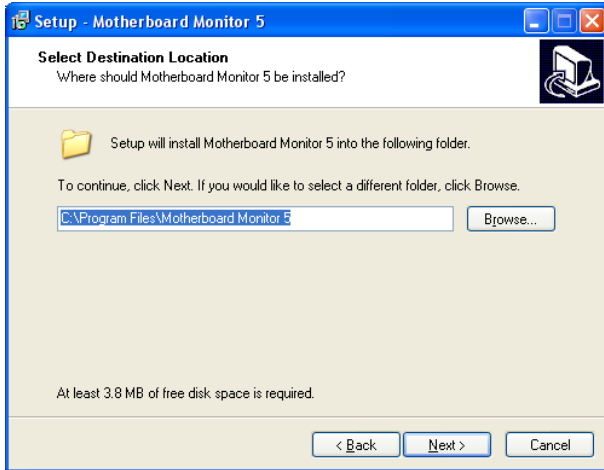 Setup - Motherboard Monitor 5
Select Destination Location
Where should Motherboard Monitor 5 be installed?
Setup will install Motherboard Monitor 5 into the following folder.
To continue, click Next. If you would like to select a different folder, click Browse.
C:\Program Files\Motherboard Monitor 5
Browse...
At least 3.8 MB of free disk space is required.
< Back
Next >
Cancel